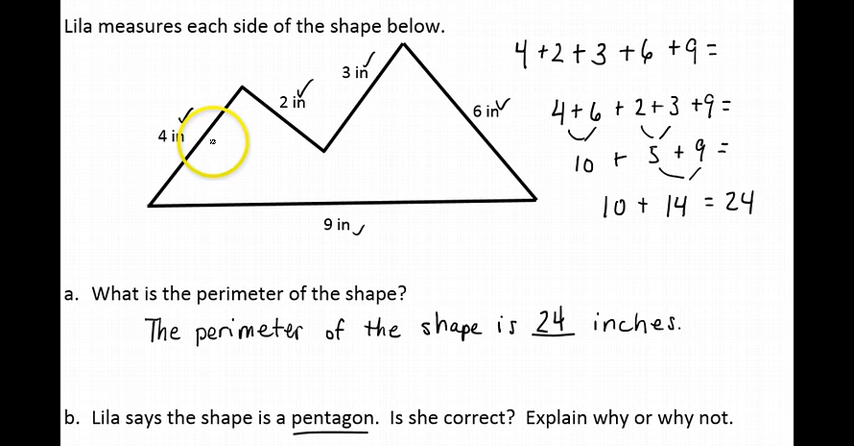 Lila measures each side of the shape below.
4 + 2 + 3 + 6 + 9 =
3 in
2 in
6 in
4 + 6 + 2 + 3 + 9 =
4 in
10 + 5 + 9 =
10 + 14 = 24
9 in
a. What is the perimeter of the shape?
The perimeter of the shape is 24 inches.
b. Lila says the shape is a pentagon. Is she correct? Explain why or why not.